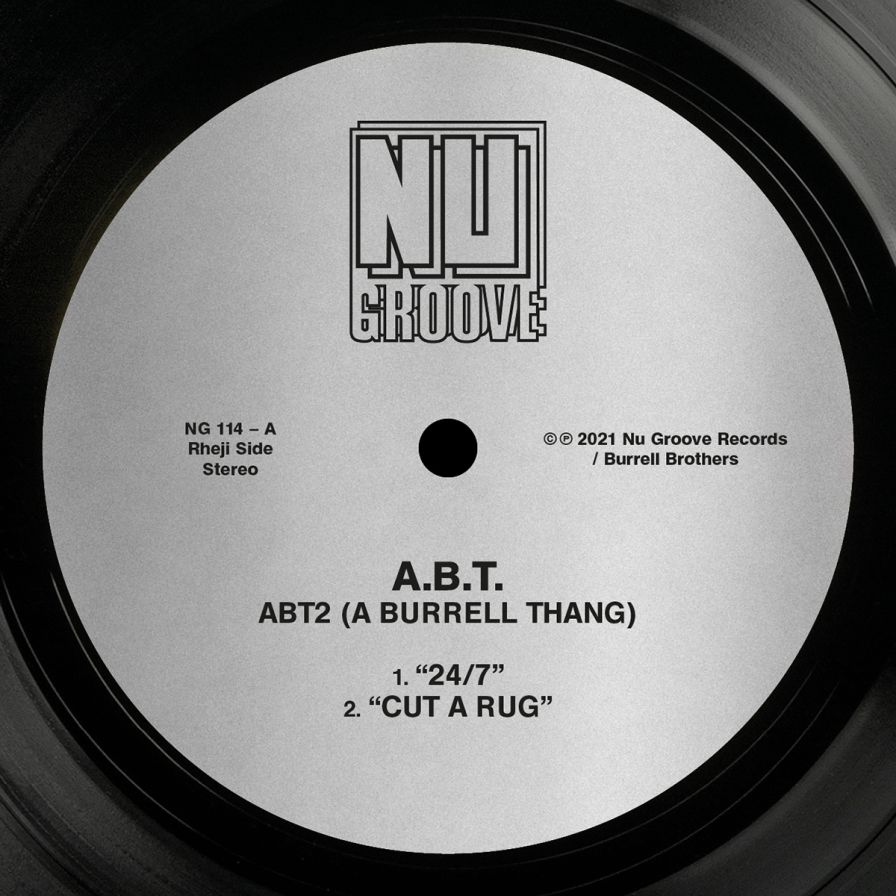 NU
GROOVE
NG 114 – A
Rheji Side
Stereo
©℗ 2021 Nu Groove Records
/ Burrell Brothers
A.B.T.
ABT2 (A BURRELL THANG)
1. “24/7”
2. “CUT A RUG”